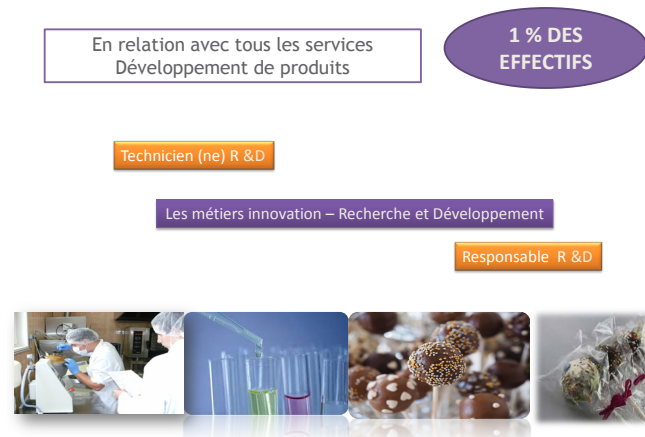 En relation avec tous les services
Développement de produits
1 % DES
EFFECTIFS
Technicien (ne) R &D
Les métiers innovation – Recherche et Développement
Responsable R &D